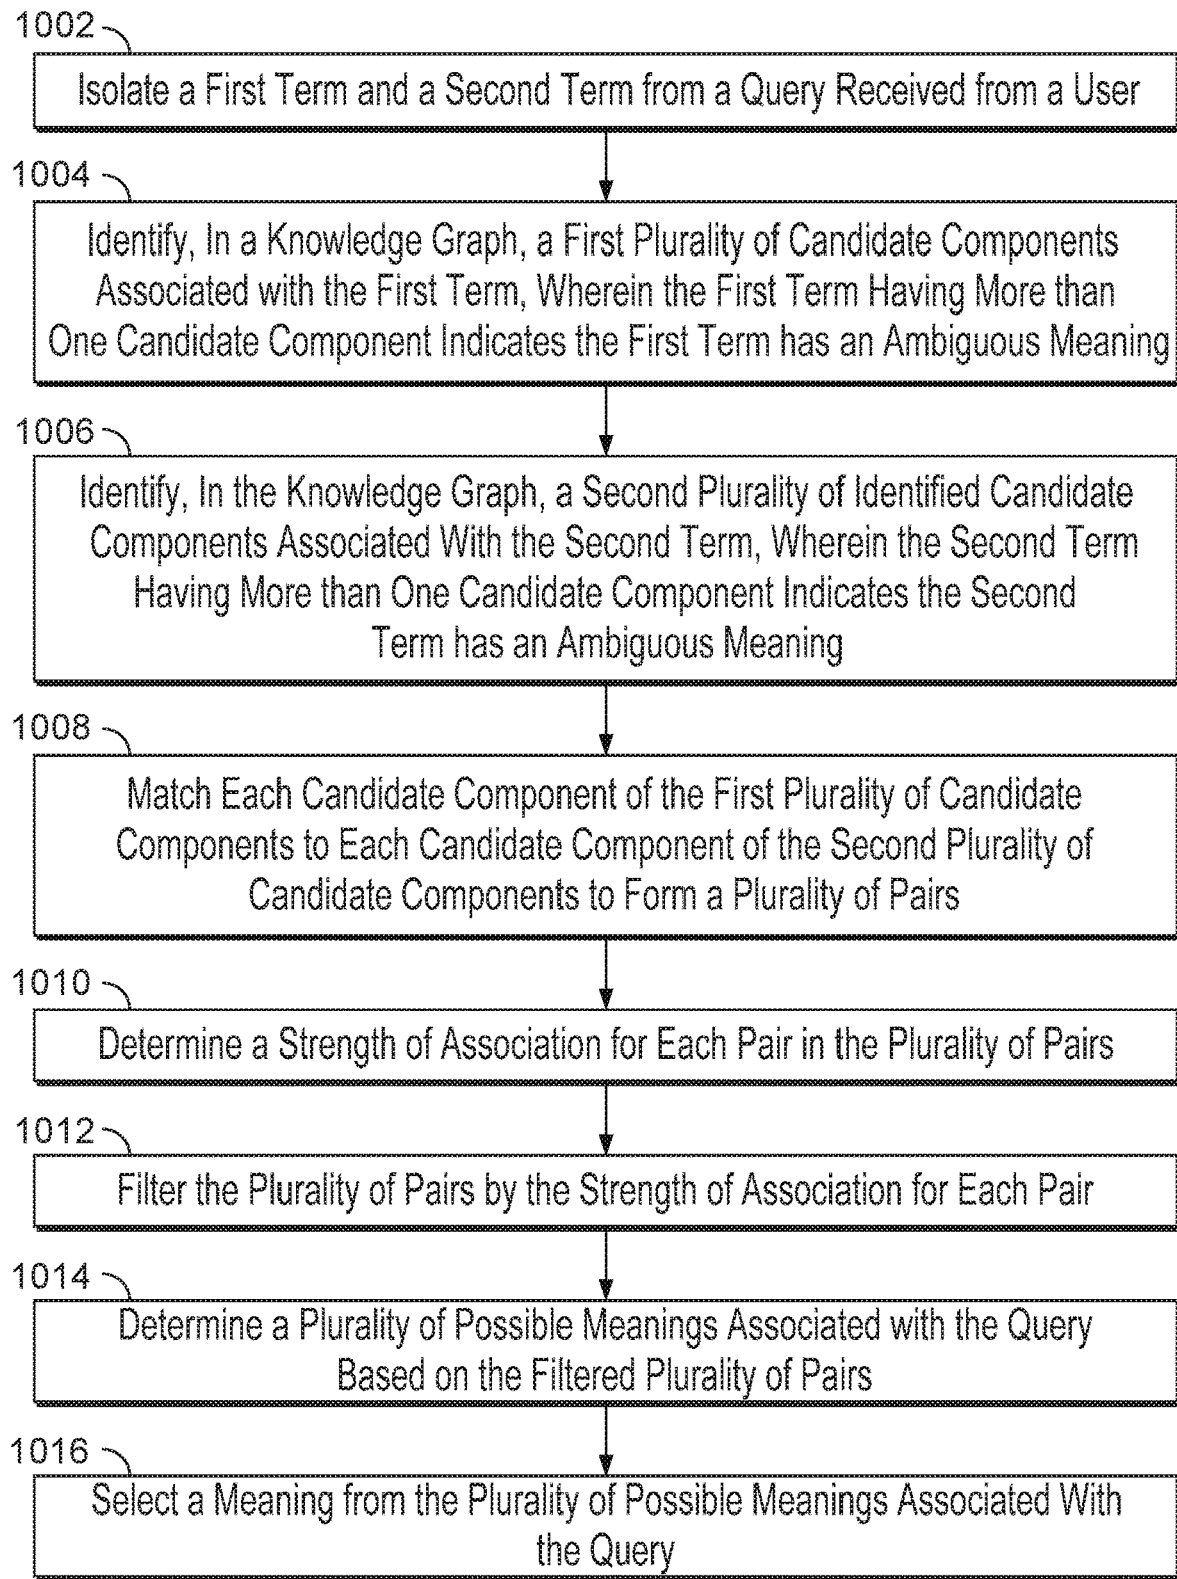 1002
Isolate a First Term and a Second Term from a Query Received from a User
1004
Identify, In a Knowledge Graph, a First Plurality of Candidate Components
Associated with the First Term, Wherein the First Term Having More than
One Candidate Component Indicates the First Term has an Ambiguous Meaning
1006
Identify, In the Knowledge Graph, a Second Plurality of Identified Candidate
Components Associated With the Second Term, Wherein the Second Term
Having More than One Candidate Component Indicates the Second
Term has an Ambiguous Meaning
1008
Match Each Candidate Component of the First Plurality of Candidate
Components to Each Candidate Component of the Second Plurality of
Candidate Components to Form a Plurality of Pairs
1010
Determine a Strength of Association for Each Pair in the Plurality of Pairs
1012
Filter the Plurality of Pairs by the Strength of Association for Each Pair
1014
Determine a Plurality of Possible Meanings Associated with the Query
Based on the Filtered Plurality of Pairs
1016
Select a Meaning from the Plurality of Possible Meanings Associated With
the Query